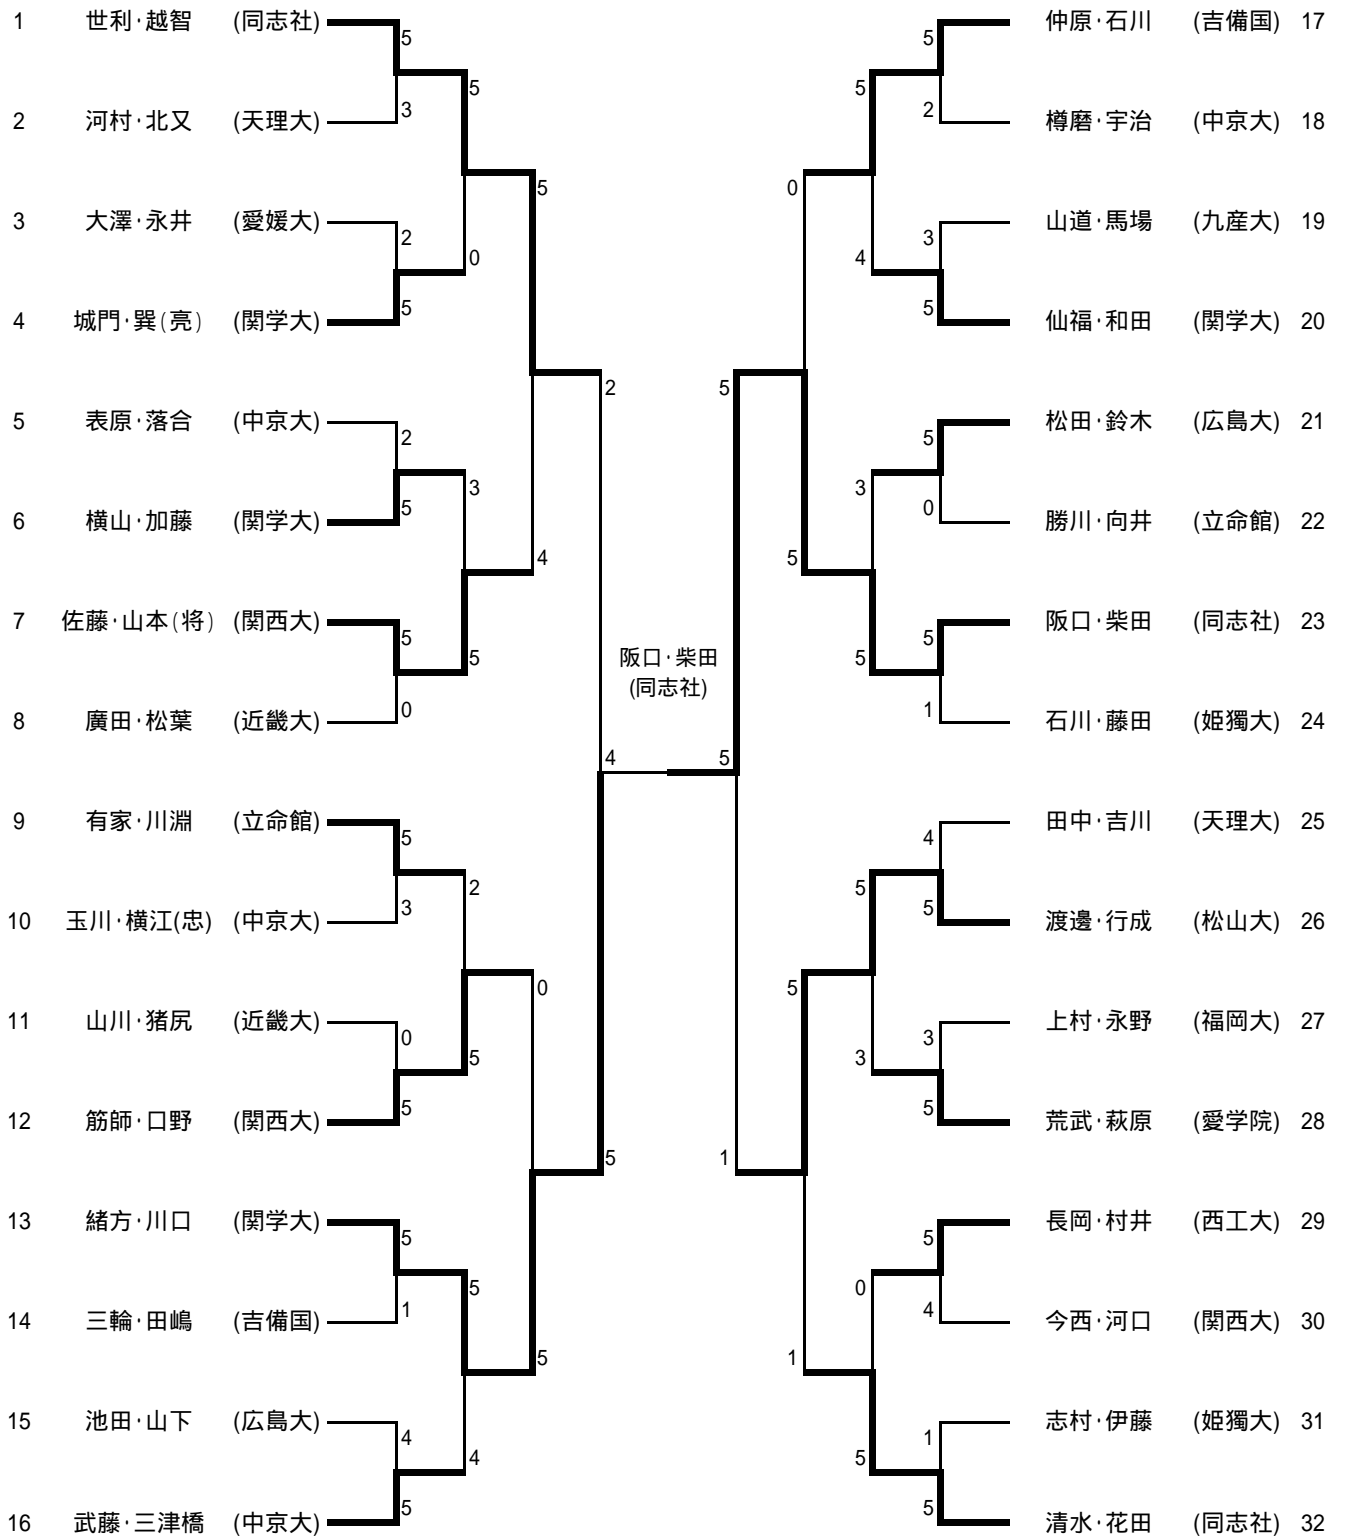 1 世利・越智 (同志社)
2 河村・北又 (天理大)
3 大澤・永井 (愛媛大)
4 城門・巽(亮) (関学大)
5 表原・落合 (中京大)
6 横山・加藤 (関学大)
7 佐藤・山本(将) (関西大)
8 廣田・松葉 (近畿大)
9 有家・川淵 (立命館)
10 玉川・横江(忠) (中京大)
11 山川・猪尻 (近畿大)
12 筋師・口野 (関西大)
13 緒方・川口 (関学大)
14 三輪・田嶋 (吉備国)
15 池田・山下 (広島大)
16 武藤・三津橋 (中京大)
5
3
2
5
2
5
5
0
5
3
0
5
5
1
4
5
5
0
3
5
2
5
5
4
5
4
0
5
2
5
4
阪口・柴田
(同志社)
5
5
1
0
5
5
1
5
4
3
5
5
3
0
5
5
2
3
5
5
0
5
1
4
5
3
5
5
4
1
5
仲原・石川 (吉備国) 17
樽磨・宇治 (中京大) 18
山道・馬場 (九産大) 19
仙福・和田 (関学大) 20
松田・鈴木 (広島大) 21
勝川・向井 (立命館) 22
阪口・柴田 (同志社) 23
石川・藤田 (姫獨大) 24
田中・吉川 (天理大) 25
渡邊・行成 (松山大) 26
上村・永野 (福岡大) 27
荒武・萩原 (愛学院) 28
長岡・村井 (西工大) 29
今西・河口 (関西大) 30
志村・伊藤 (姫獨大) 31
清水・花田 (同志社) 32